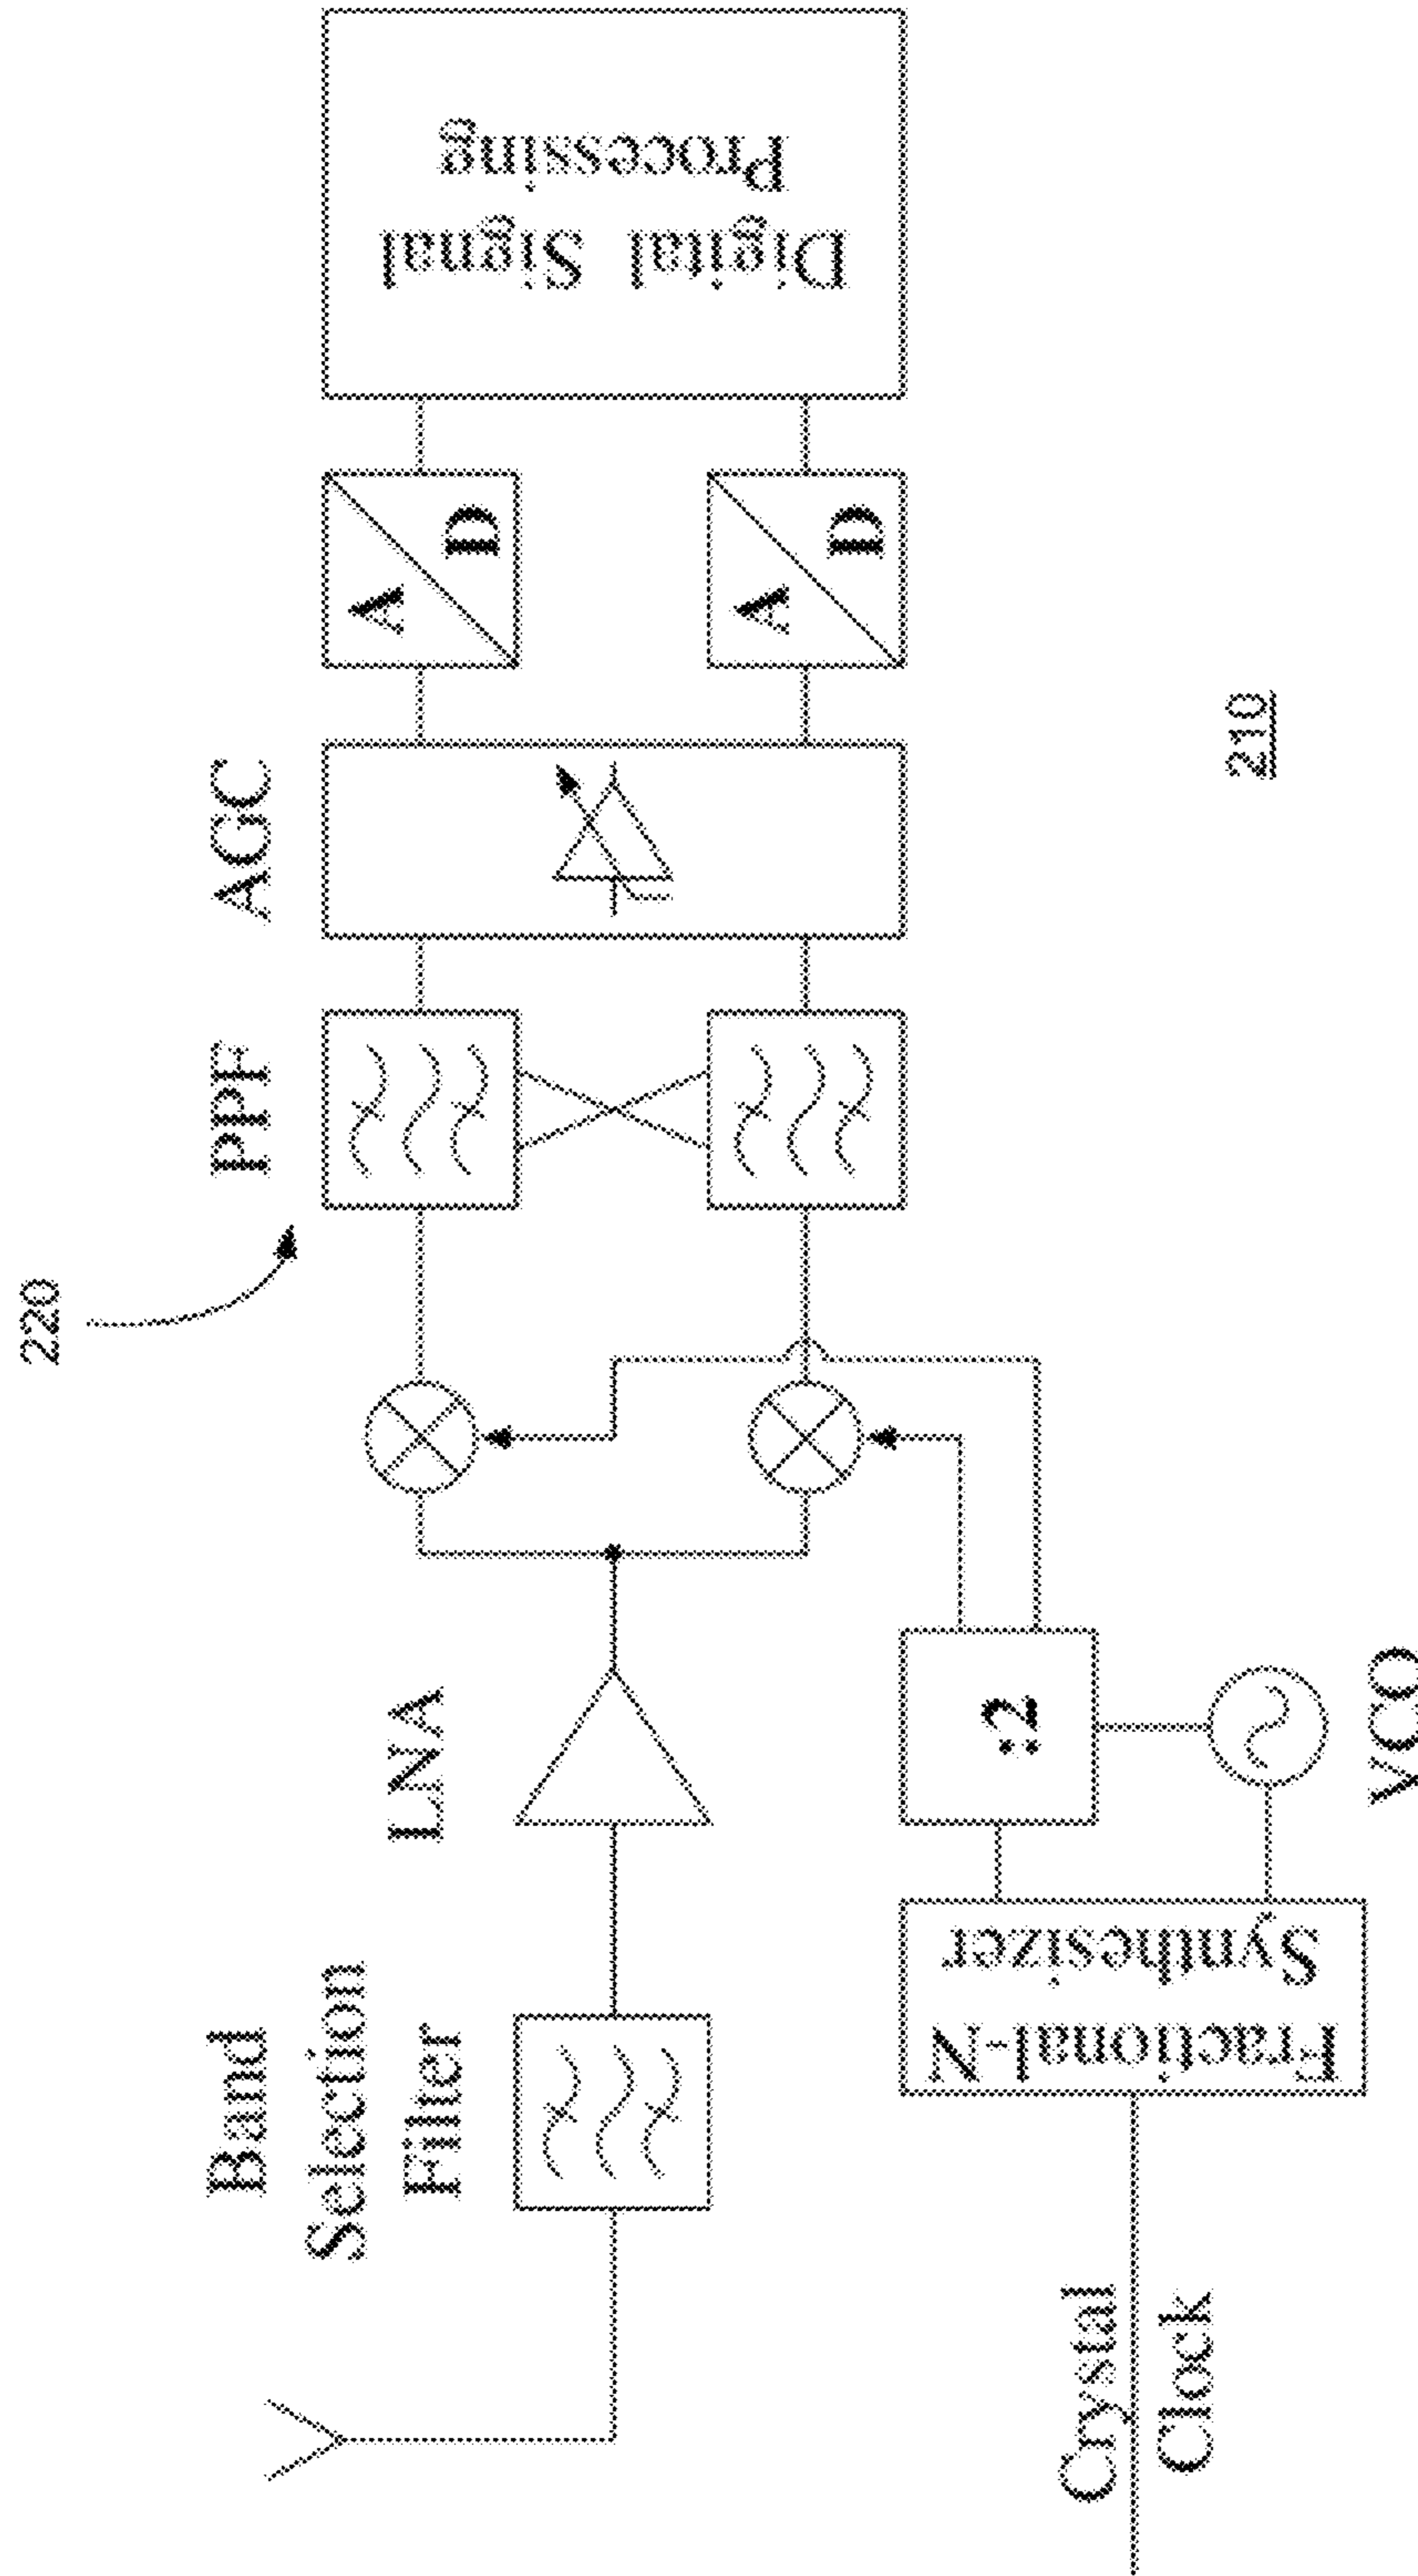 220
Band
Selection
Filter
LNA
PPF
AGC
A
D
A
D
Digital Signal
Processing
Crystal
Clock
Fractional-N
Synthesizer
:2
VCO
210